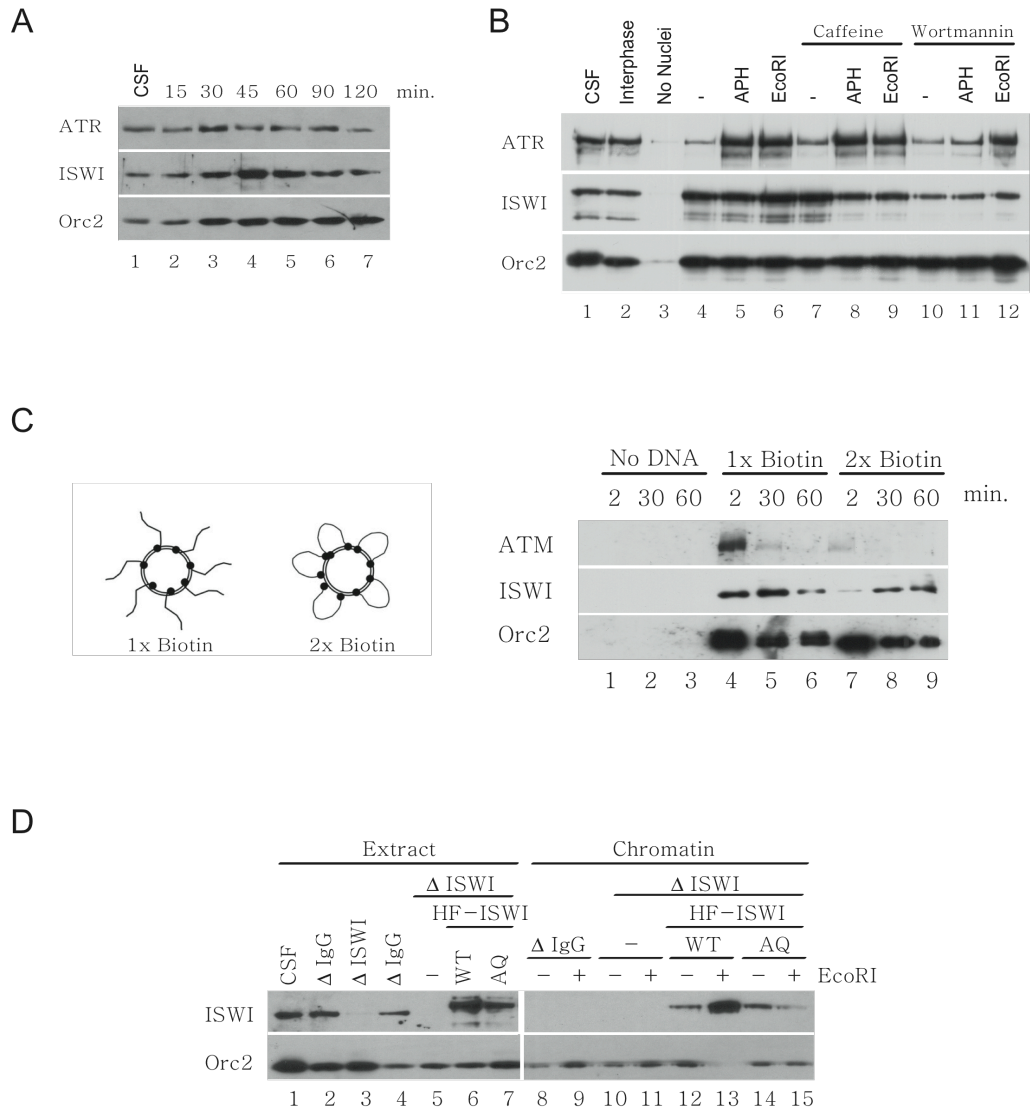 A
CSF 15 30 45 60 90 120 min.
ATR
ISWI
Orc2
1 2 3 4 5 6 7
B
Caffeine Wortmannin
CSF Interphase No Nuclei - APH EcoRI - APH EcoRI - APH EcoRI
ATR
ISWI
Orc2
1 2 3 4 5 6 7 8 9 10 11 12
C
1x Biotin 2x Biotin
No DNA 1x Biotin 2x Biotin
2 30 60 2 30 60 2 30 60 min.
ATM
ISWI
Orc2
1 2 3 4 5 6 7 8 9
D
Extract Chromatin
Δ ISWI Δ ISWI
HF-ISWI HF-ISWI
CSF Δ IgG Δ ISWI Δ IgG - WT AQ Δ IgG - WT AQ
- + - + - + - + EcoRI
ISWI
Orc2
1 2 3 4 5 6 7 8 9 10 11 12 13 14 15